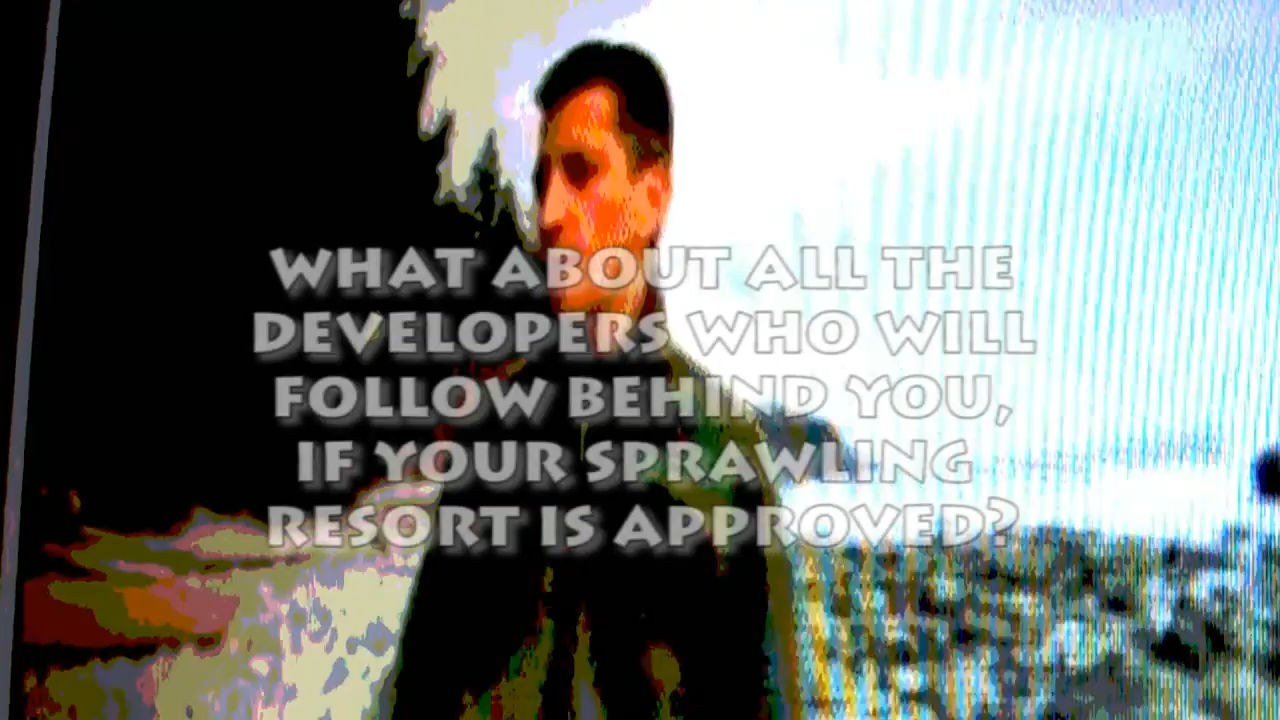 WHAT ABOUT ALL THE
DEVELOPERS WHO WILL
FOLLOW BEHIND YOU,
IF YOUR SPRAWLING
RESORT IS APPROVED?